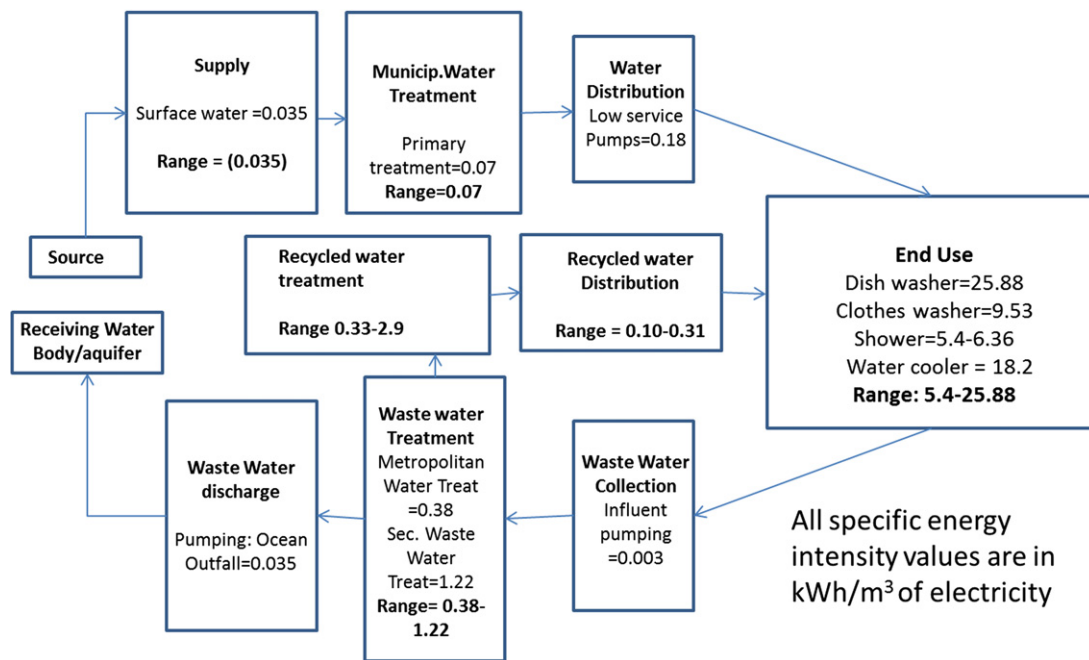 Supply
Surface water =0.035
Range = (0.035)
Municip.Water
Treatment
Primary
treatment=0.07
Range=0.07
Water
Distribution
Low service
Pumps=0.18
Source
Recycled water
treatment
Range 0.33-2.9
Recycled water
Distribution
Range = 0.10-0.31
End Use
Dish washer=25.88
Clothes washer=9.53
Shower=5.4-6.36
Water cooler = 18.2
Range: 5.4-25.88
Receiving Water
Body/aquifer
Waste Water
discharge
Pumping: Ocean
Outfall=0.035
Waste water
Treatment
Metropolitan
Water Treat
=0.38
Sec. Waste
Water
Treat=1.22
Range= 0.38-
1.22
Waste Water
Collection
Influent
pumping
=0.003
All specific energy
intensity values are in
kWh/m³ of electricity